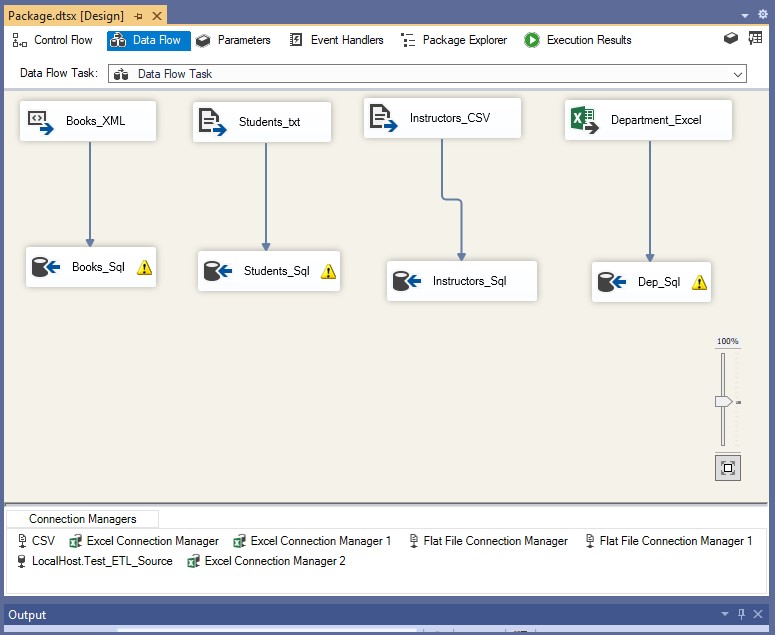 Package.dtsx [Design]
Control Flow Data Flow Parameters Event Handlers Package Explorer Execution Results
Data Flow Task: Data Flow Task
Books_XML Students_txt Instructors_CSV Department_Excel
Books_Sql Students_Sql Instructors_Sql Dep_Sql
100%
Connection Managers
CSV Excel Connection Manager Excel Connection Manager 1 Flat File Connection Manager Flat File Connection Manager 1
LocalHost.Test_ETL_Source Excel Connection Manager 2
Output